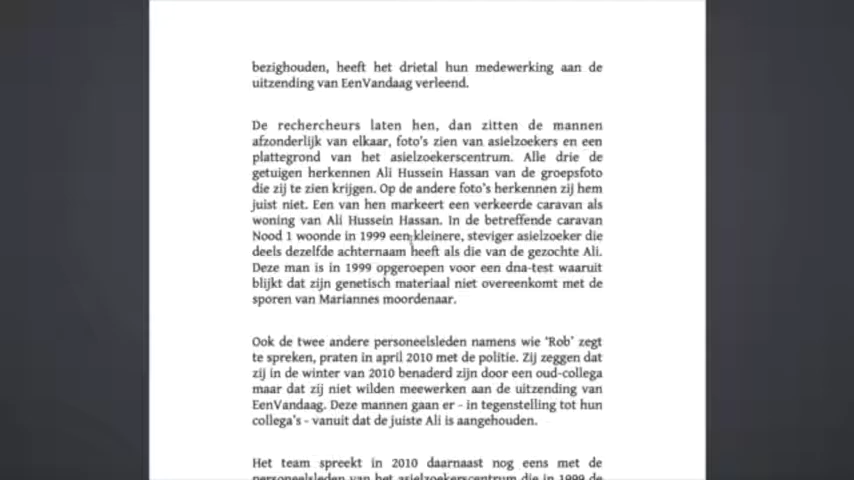 bezighouden, heeft het drietal hun medewerking aan de
uitzending van EenVandaag verleend.
De rechercheurs laten hen, dan zitten de mannen
afzonderlijk van elkaar, foto's zien van asielzoekers en een
plattegrond van het asielzoekerscentrum. Alle drie de
getuigen herkennen Ali Hussein Hassan van de groepsfoto
die zij te zien krijgen. Op de andere foto's herkennen zij hem
juist niet. Een van hen markeert een verkeerde caravan als
woning van Ali Hussein Hassan. In de betreffende caravan
Nood 1 woonde in 1999 een kleinere, steviger asielzoeker die
deels dezelfde achternaam heeft als die van de gezochte Ali.
Deze man is in 1999 opgeroepen voor een dna-test waaruit
blijkt dat zijn genetisch materiaal niet overeenkomt met de
sporen van Mariannes moordenaar.
Ook de twee andere personeelsleden namens wie 'Rob' zegt
te spreken, praten in april 2010 met de politie. Zij zeggen dat
zij in de winter van 2010 benaderd zijn door een oud-collega
maar dat zij niet wilden meewerken aan de uitzending van
EenVandaag. Deze mannen gaan er - in tegenstelling tot hun
collega's - vanuit dat de juiste Ali is aangehouden.
Het team spreekt in 2010 daarnaast nog eens met de
personeelsleden van het asielzoekerscentrum die in 1999 de